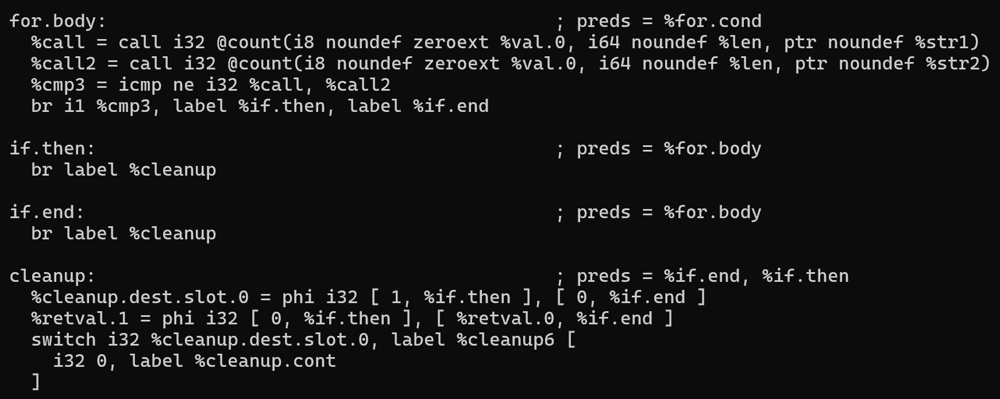 for.body:                                         ; preds = %for.cond
  %call = call i32 @count(i8 noundef zeroext %val.0, i64 noundef %len, ptr noundef %str1)
  %call2 = call i32 @count(i8 noundef zeroext %val.0, i64 noundef %len, ptr noundef %str2)
  %cmp3 = icmp ne i32 %call, %call2
  br i1 %cmp3, label %if.then, label %if.end

if.then:                                          ; preds = %for.body
  br label %cleanup

if.end:                                           ; preds = %for.body
  br label %cleanup

cleanup:                                          ; preds = %if.end, %if.then
  %cleanup.dest.slot.0 = phi i32 [ 1, %if.then ], [ 0, %if.end ]
  %retval.1 = phi i32 [ 0, %if.then ], [ %retval.0, %if.end ]
  switch i32 %cleanup.dest.slot.0, label %cleanup6 [
    i32 0, label %cleanup.cont
  ]